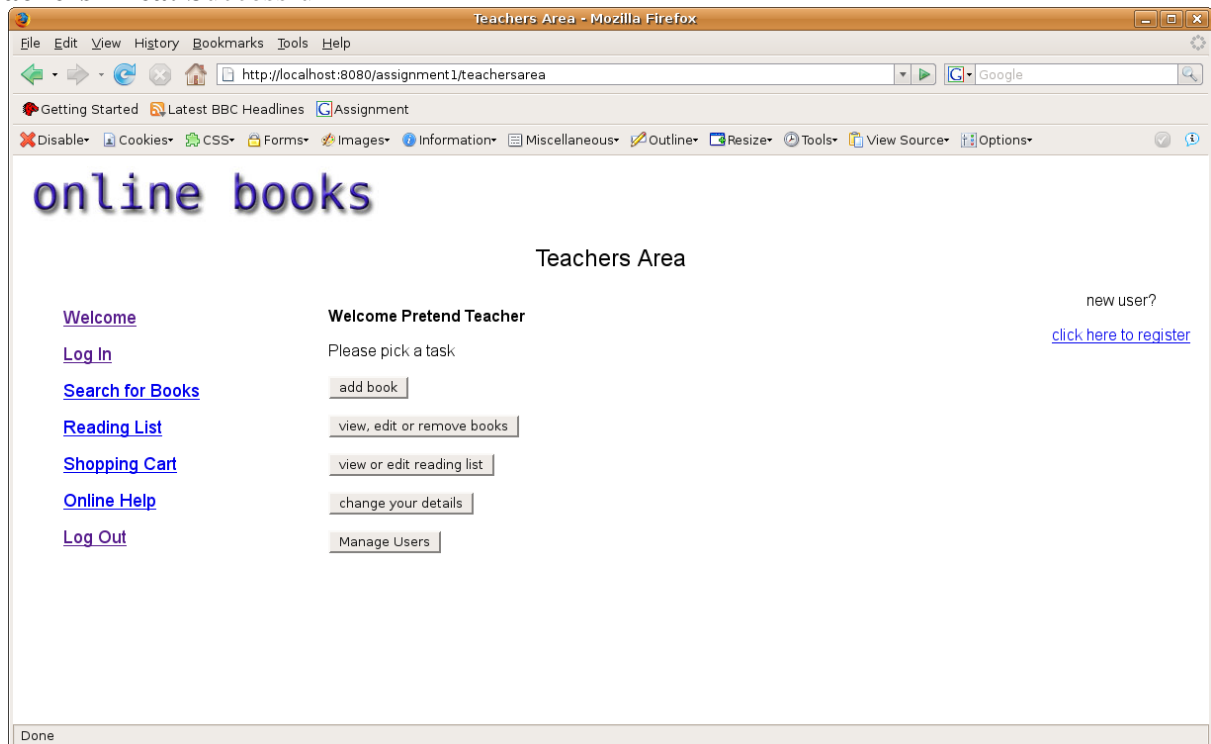 Teachers Area - Mozilla Firefox
File Edit View History Bookmarks Tools Help
http://localhost:8080/assignment1/teachersarea
G Google
Getting Started Latest BBC Headlines G Assignment
Disable Cookies CSS Forms Images Information Miscellaneous Outline Resize Tools View Source Options
online books
Teachers Area
new user?
click here to register
Welcome
Log In
Search for Books
Reading List
Shopping Cart
Online Help
Log Out
Welcome Pretend Teacher
Please pick a task
add book
view, edit or remove books
view or edit reading list
change your details
Manage Users
Done